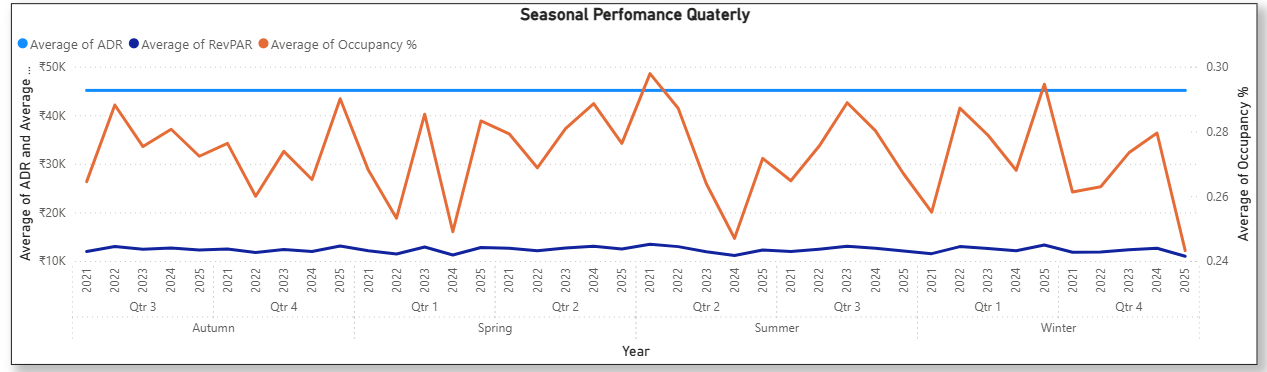 Seasonal Perfomance Quaterly
Average of ADR Average of RevPAR Average of Occupancy %
Average of ADR and Average ...
₹50K
₹40K
₹30K
₹20K
₹10K
0.30
0.28
0.26
0.24
Average of Occupancy %
2021 2022 2023 2024 2025 2021 2022 2023 2024 2025 2021 2022 2023 2024 2025 2021 2022 2023 2024 2025 2021 2022 2023 2024 2025 2021 2022 2023 2024 2025 2021 2022 2023 2024 2025 2021 2022 2023 2024 2025
Qtr 3 Qtr 4 Qtr 1 Qtr 2 Qtr 2 Qtr 3 Qtr 1 Qtr 4
Autumn Spring Summer Winter
Year